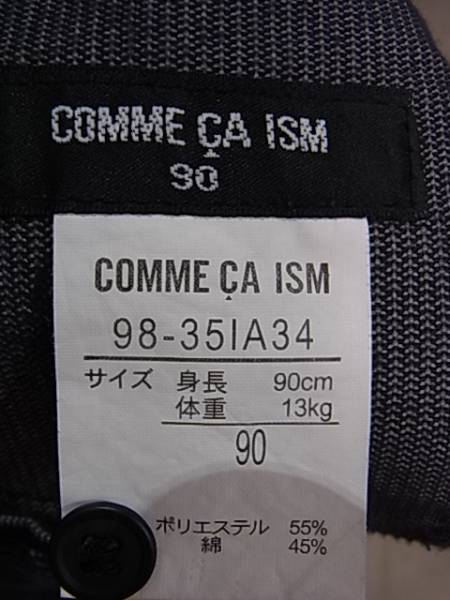 COMME ÇA ISM
90
COMME ÇA ISM
98-35IA34
サイズ 身長 90cm
体重 13kg
90
ポリエステル 55%
綿 45%